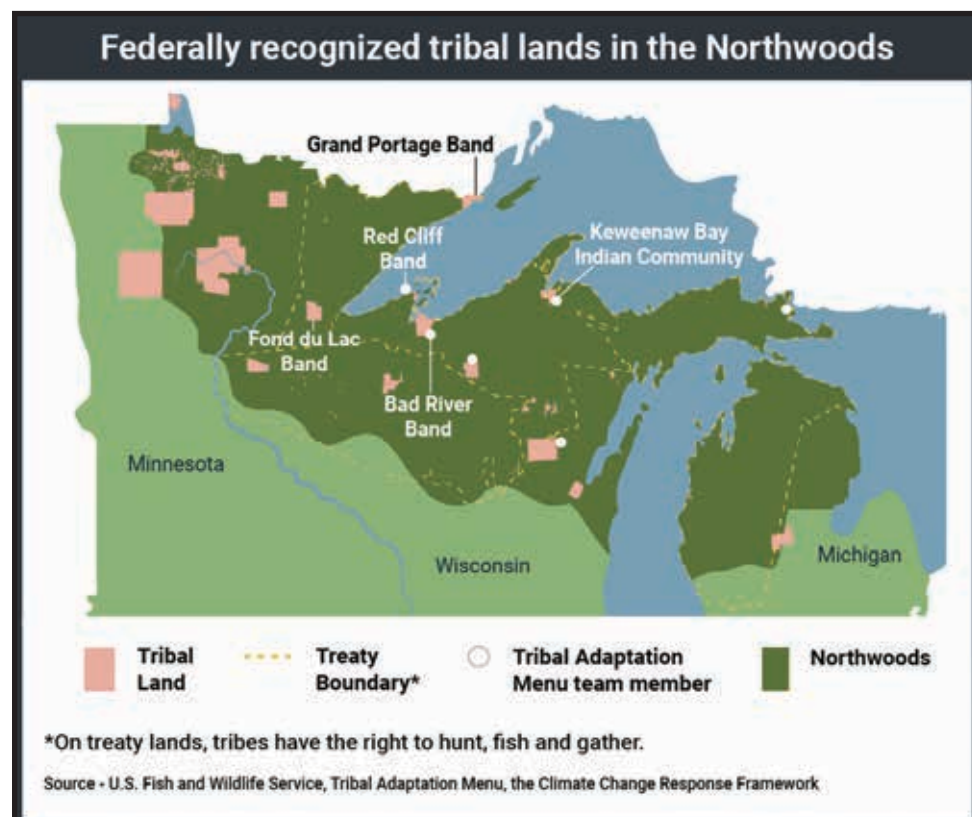 Federally recognized tribal lands in the Northwoods
Grand Portage Band
Red Cliff
Band
Keweenaw Bay
Indian Community
Fond du Lac
Band
Bad River
Band
Minnesota
Wisconsin
Michigan
Tribal
Land
Treaty
Boundary*
Tribal Adaptation
Menu team member
Northwoods
*On treaty lands, tribes have the right to hunt, fish and gather.
Source - U.S. Fish and Wildlife Service, Tribal Adaptation Menu, the Climate Change Response Framework